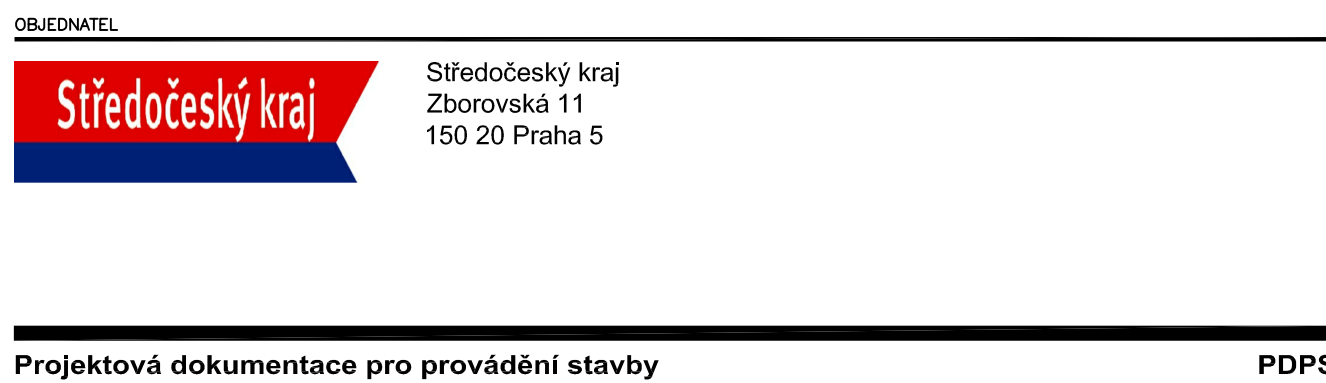 OBJEDNATEL
Středočeský kraj
Středočeský kraj
Zborovská 11
150 20 Praha 5
Projektová dokumentace pro provádění stavby PDPS